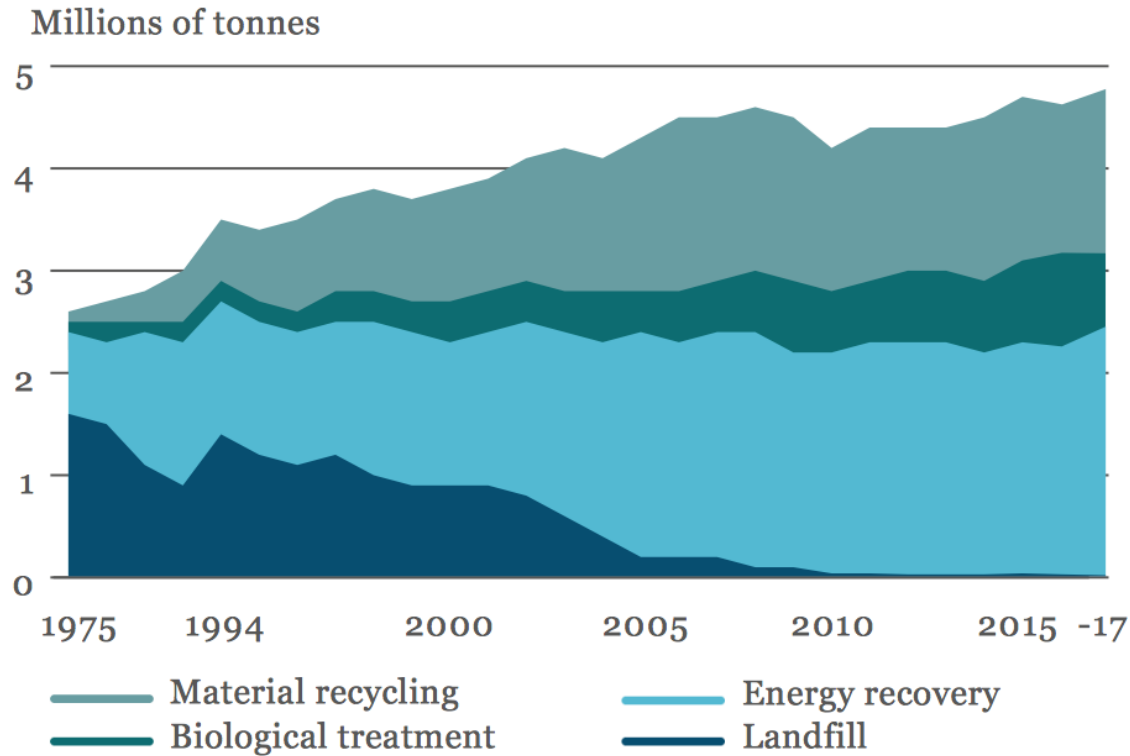 Millions of tonnes
5
4
3
2
1
0
1975 1994 2000 2005 2010 2015 -17
Material recycling Energy recovery
Biological treatment Landfill